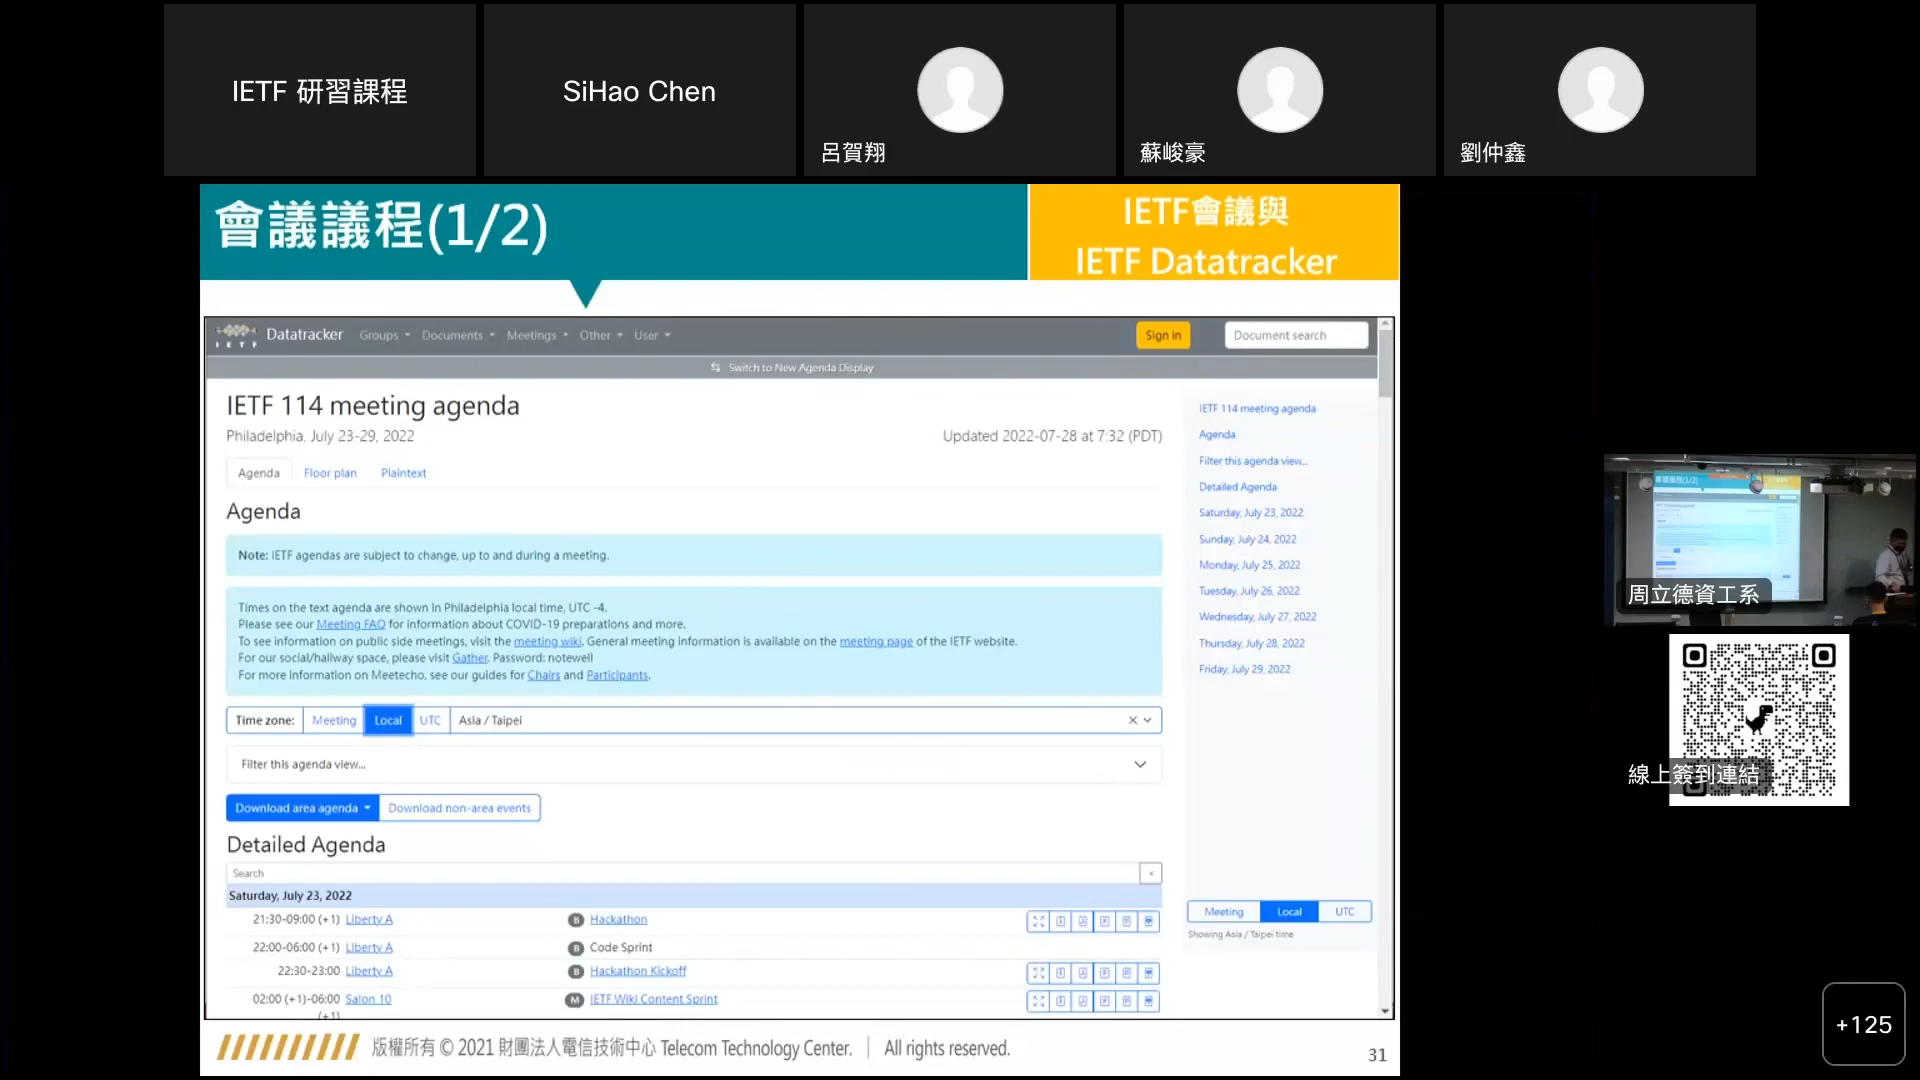 IETF 研習課程
SiHao Chen
呂賀翔
蘇峻豪
劉仲鑫
會議議程(1/2)
IETF會議與
IETF Datatracker
IETF
Datatracker
Groups
Documents
Meetings
Other
User
Sign in
Document search
Switch to New Agenda Display
IETF 114 meeting agenda
Philadelphia, July 23-29, 2022
Updated 2022-07-28 at 7:32 (PDT)
Agenda
Floor plan
Plaintext
Agenda
Note: IETF agendas are subject to change, up to and during a meeting.
Times on the text agenda are shown in Philadelphia local time, UTC -4.
Please see our Meeting FAQ for information about COVID-19 preparations and more.
To see information on public side meetings, visit the meeting wiki. General meeting information is available on the meeting page of the IETF website.
For our social/hallway space, please visit Gather. Password: notewell
For more information on Meetecho, see our guides for Chairs and Participants.
Time zone:
Meeting
Local
UTC
Asia / Taipei
Filter this agenda view...
Download area agenda
Download non-area events
Detailed Agenda
Search
Saturday, July 23, 2022
21:30-09:00 (+1) Liberty A B Hackathon
22:00-06:00 (+1) Liberty A B Code Sprint
22:30-23:00 Liberty A B Hackathon Kickoff
02:00 (+1)-06:00 Salon 10 M IETF Wiki Content Sprint
(+1)
IETF 114 meeting agenda
Agenda
Filter this agenda view...
Detailed Agenda
Saturday, July 23, 2022
Sunday, July 24, 2022
Monday, July 25, 2022
Tuesday, July 26, 2022
Wednesday, July 27, 2022
Thursday, July 28, 2022
Friday, July 29, 2022
Meeting
Local
UTC
Showing Asia / Taipei time
版權所有 © 2021 財團法人電信技術中心 Telecom Technology Center. | All rights reserved.
31
會議議程(1/2)
周立德資工系
線上簽到連結
+125